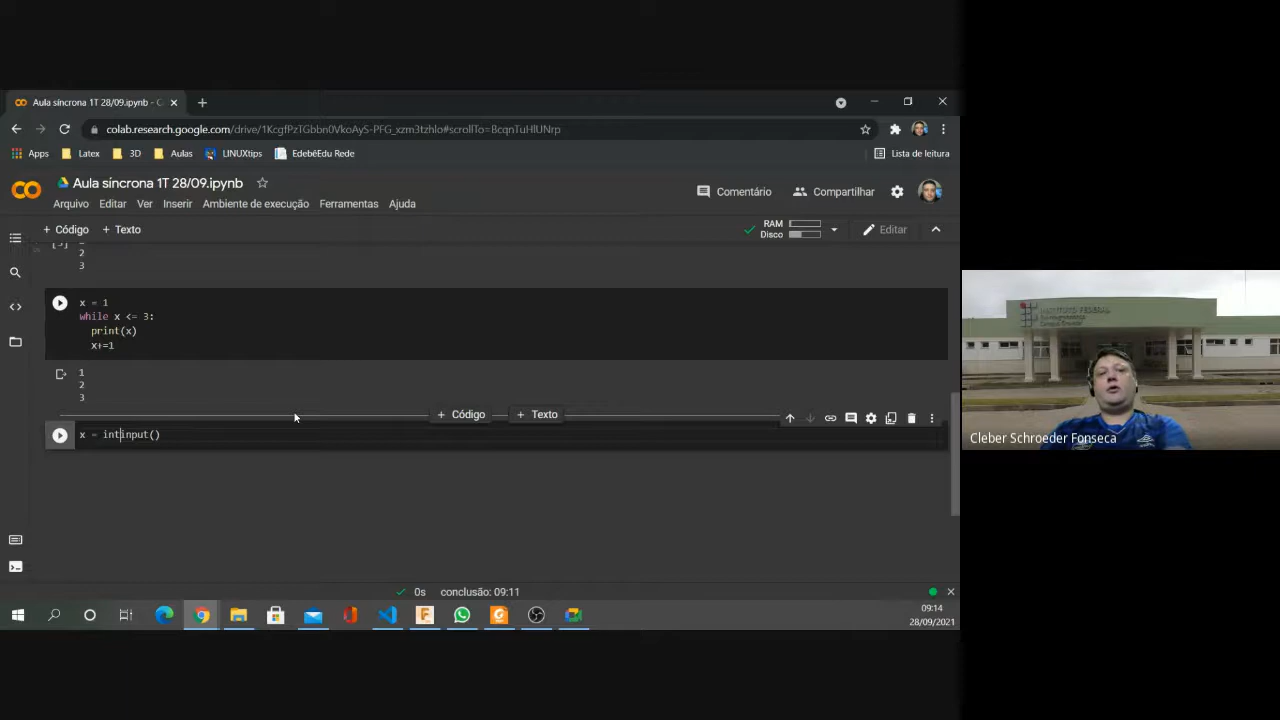 Aula síncrona 1T 28/09.ipynb - C
colab.research.google.com/drive/1KcgfPzTGbbn0VkoAyS-PFG_xzm3tzhlo#scrollTo=BcqnTuHlUNrp
Apps Latex 3D Aulas LINUXtips EdebêEdu Rede Lista de leitura
Aula síncrona 1T 28/09.ipynb
Comentário Compartilhar
Arquivo Editar Ver Inserir Ambiente de execução Ferramentas Ajuda
+ Código + Texto
RAM
Disco
Editar
2
3
x = 1
while x <= 3:
print(x)
x+=1
1
2
3
+ Código + Texto
x = intinput()
INSTITUTO FEDERAL
Cleber Schroeder Fonseca
0s conclusão: 09:11
09:14
28/09/2021